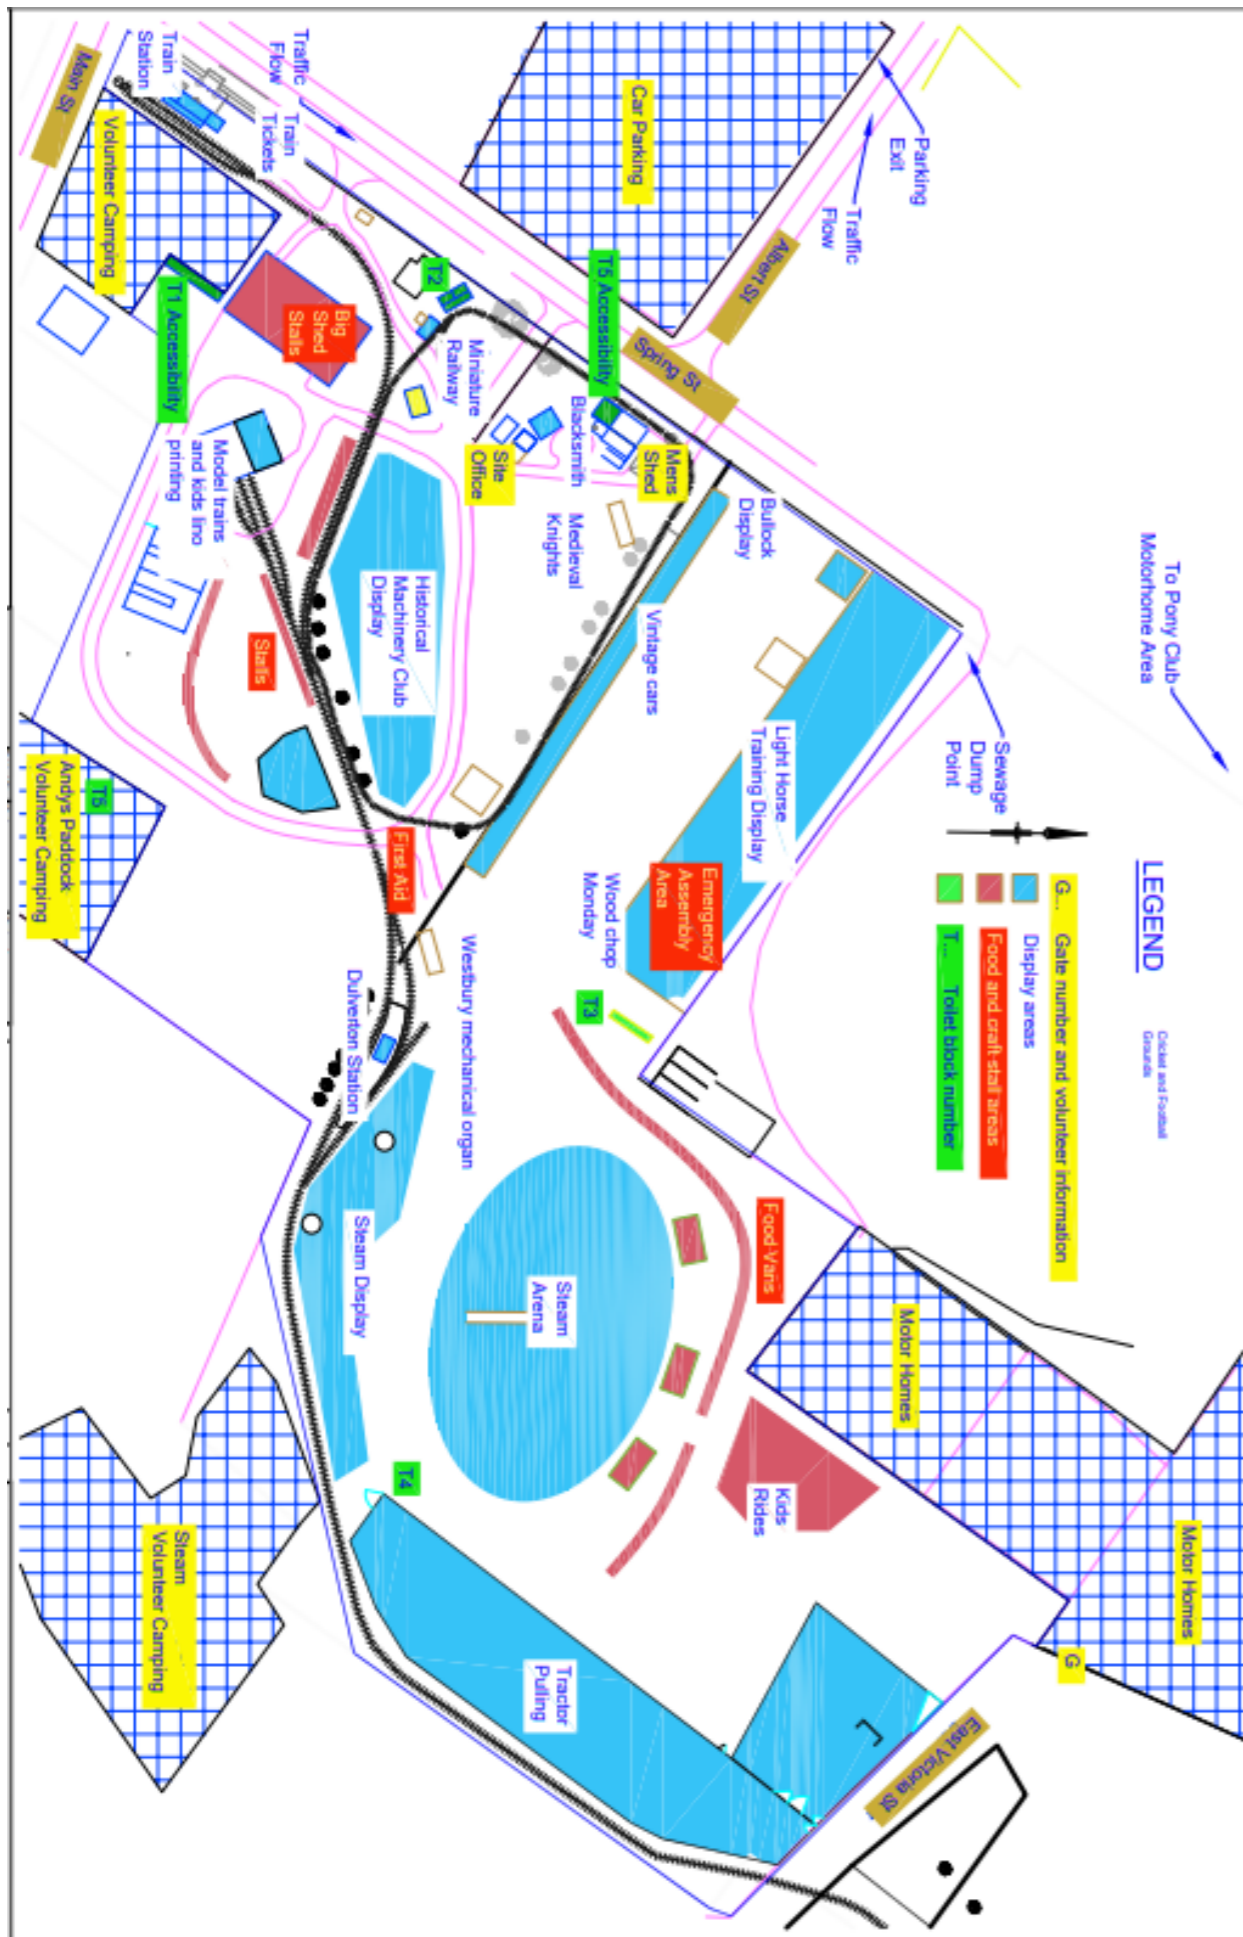 Main St
Train
Station
Traffic
Flow
Train
Tickets
Volunteer Camping
Car Parking
Parking
Exit
Traffic
Flow
Albert St
Spring St
T2
T5 Accessibility
T1 Accessibility
Big
Shed
Stalls
Miniature
Railway
Blacksmith
Mens
Shed
Site
Office
Model trains
and kids lino
printing
Medieval
Knights
Bullock
Display
Historical
Machinery Club
Display
Vintage cars
Stalls
Light Horse
Training Display
To Pony Club
Motorhome Area
Sewage
Dump
Point
LEGEND
G... Gate number and volunteer information
Display areas
Food and craft stall areas
T... Toilet block number
Cricket and Football
Grounds
T5
Andys Paddock
Volunteer Camping
First Aid
Emergency
Assembly
Area
Wood chop
Monday
T3
Westbury mechanical organ
Dulverton Station
Steam Display
Steam
Arena
Food Vans
Motor Homes
Motor Homes
Kids
Rides
T4
Steam
Volunteer Camping
Tractor
Pulling
G
East Victoria St